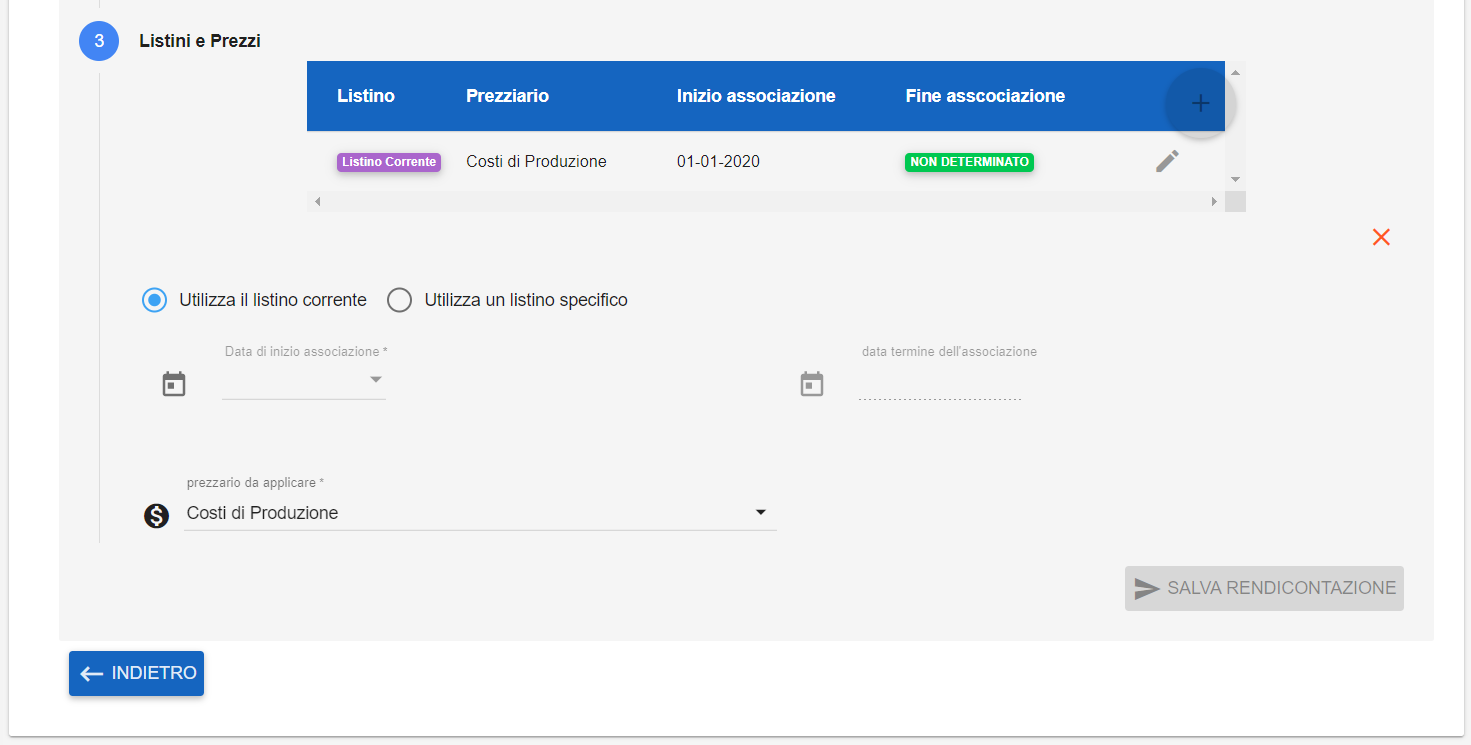 3 Listini e Prezzi
Listino Prezziario Inizio associazione Fine asscociazione
Listino Corrente Costi di Produzione 01-01-2020 NON DETERMINATO
Utilizza il listino corrente Utilizza un listino specifico
Data di inizio associazione * data termine dell'associazione
prezzario da applicare *
Costi di Produzione
SALVA RENDICONTAZIONE
INDIETRO